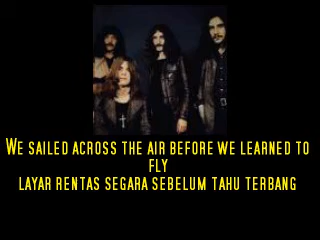 We sailed across the air before we learned to
fly
layar rentas segara sebelum tahu terbang